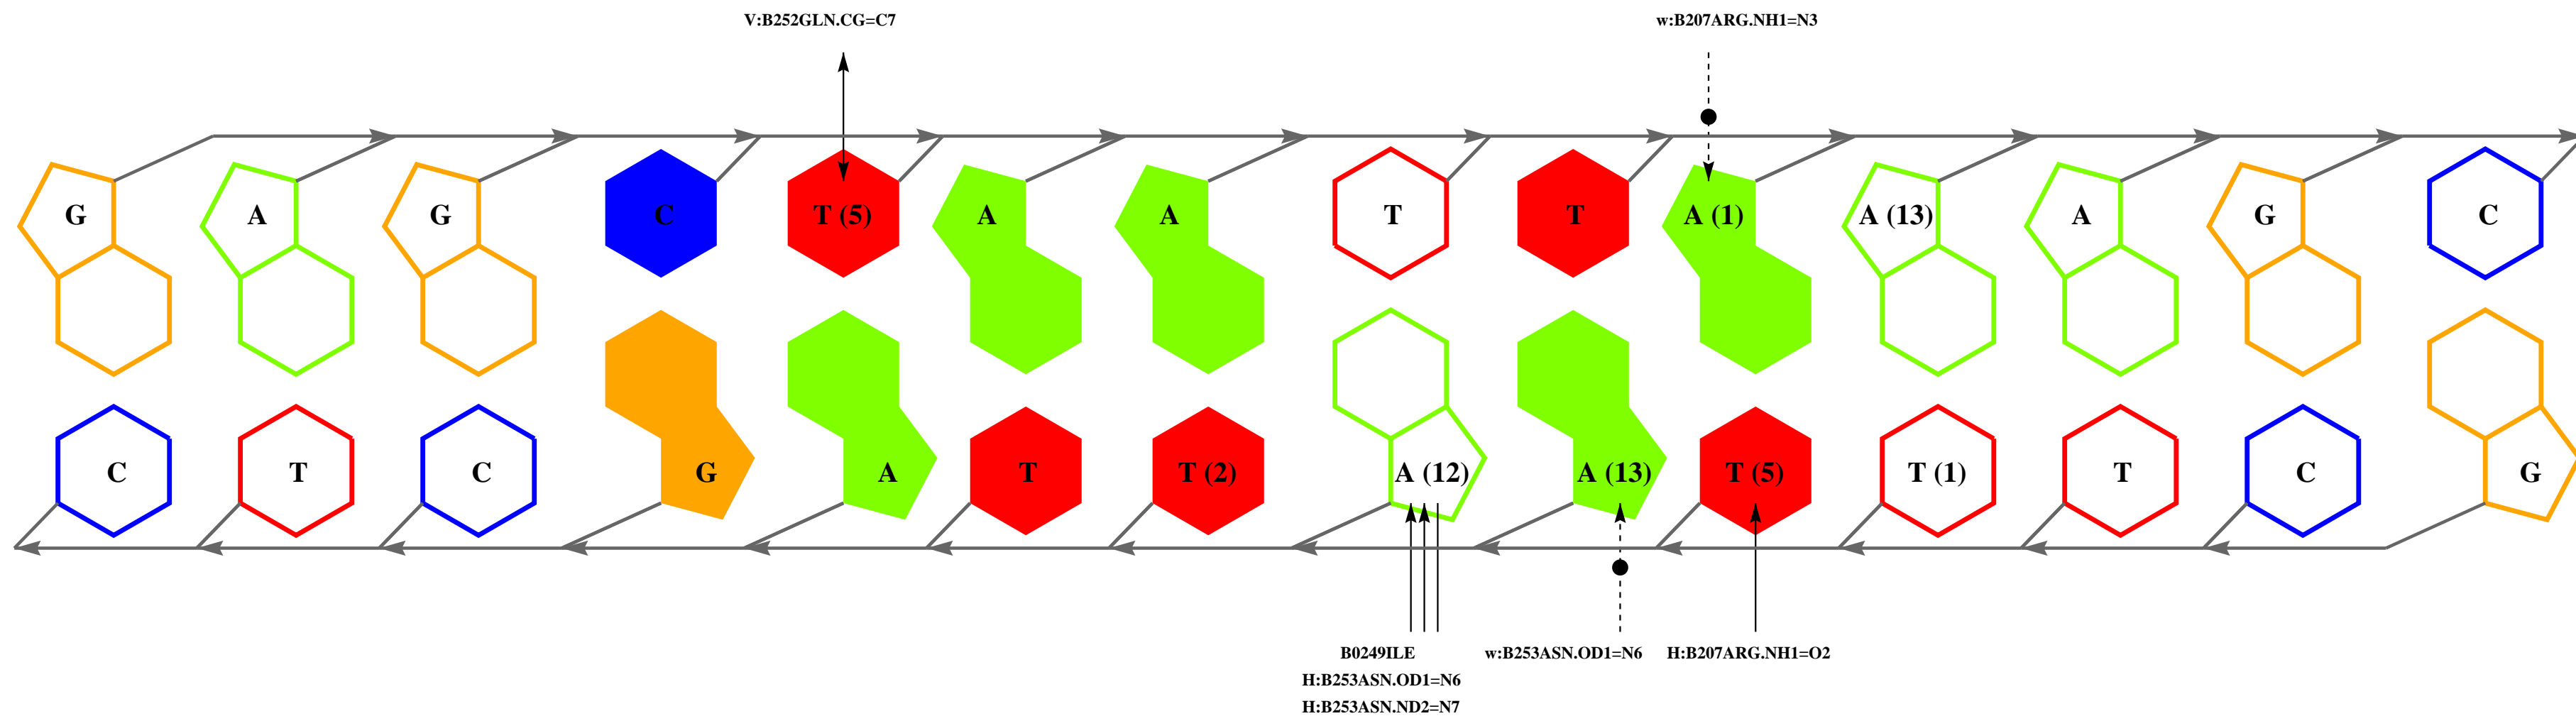 V:B252GLN.CG=C7 w:B207ARG.NH1=N3
G A G C T (5) A A T T A (1) A (13) A G C
C T C G A T T (2) A (12) A (13) T (5) T (1) T C G
B0249ILE w:B253ASN.OD1=N6 H:B207ARG.NH1=O2
H:B253ASN.OD1=N6
H:B253ASN.ND2=N7